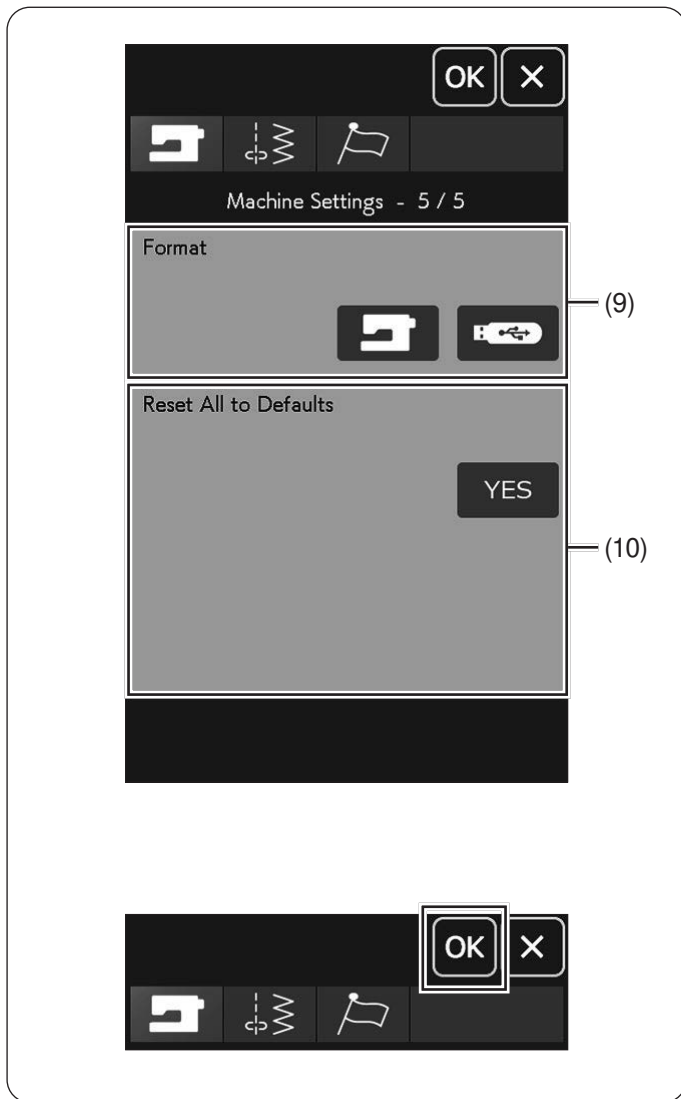 OK X
Machine Settings - 5 / 5
Format
(9)
Reset All to Defaults
YES
(10)
OK X